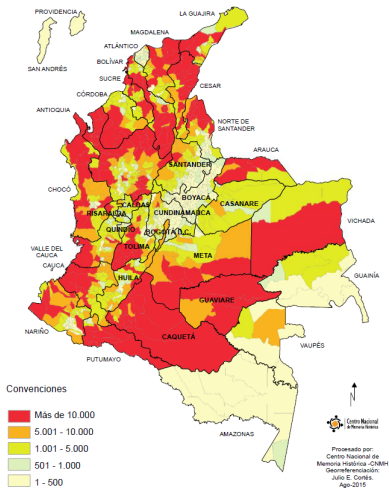 PROVIDENCIA
LA GUAJIRA
MAGDALENA
ATLÁNTICO
SAN ANDRÉS
BOLÍVAR
SUCRE
CESAR
CÓRDOBA
ANTIOQUIA
NORTE DE
SANTANDER
ARAUCA
SANTANDER
CHOCÓ
BOYACÁ
CALDAS
CASANARE
RISARALDA
CUNDINAMARCA
VICHADA
QUINDIO
BOGOTÁ D.C.
VALLE DEL
CAUCA
TOLIMA
META
CAUCA
GUAINÍA
HUILA
GUAVIARE
NARIÑO
CAQUETÁ
VAUPÉS
PUTUMAYO
AMAZONAS
Convenciones
Más de 10.000
5.001 - 10.000
1.001 - 5.000
501 - 1.000
1 - 500
N
Centro Nacional
de Memoria Histórica
Procesado por:
Centro Nacional de
Memoria Histórica -CNMH
Georreferenciación:
Julio E. Cortés.
Ago-2015